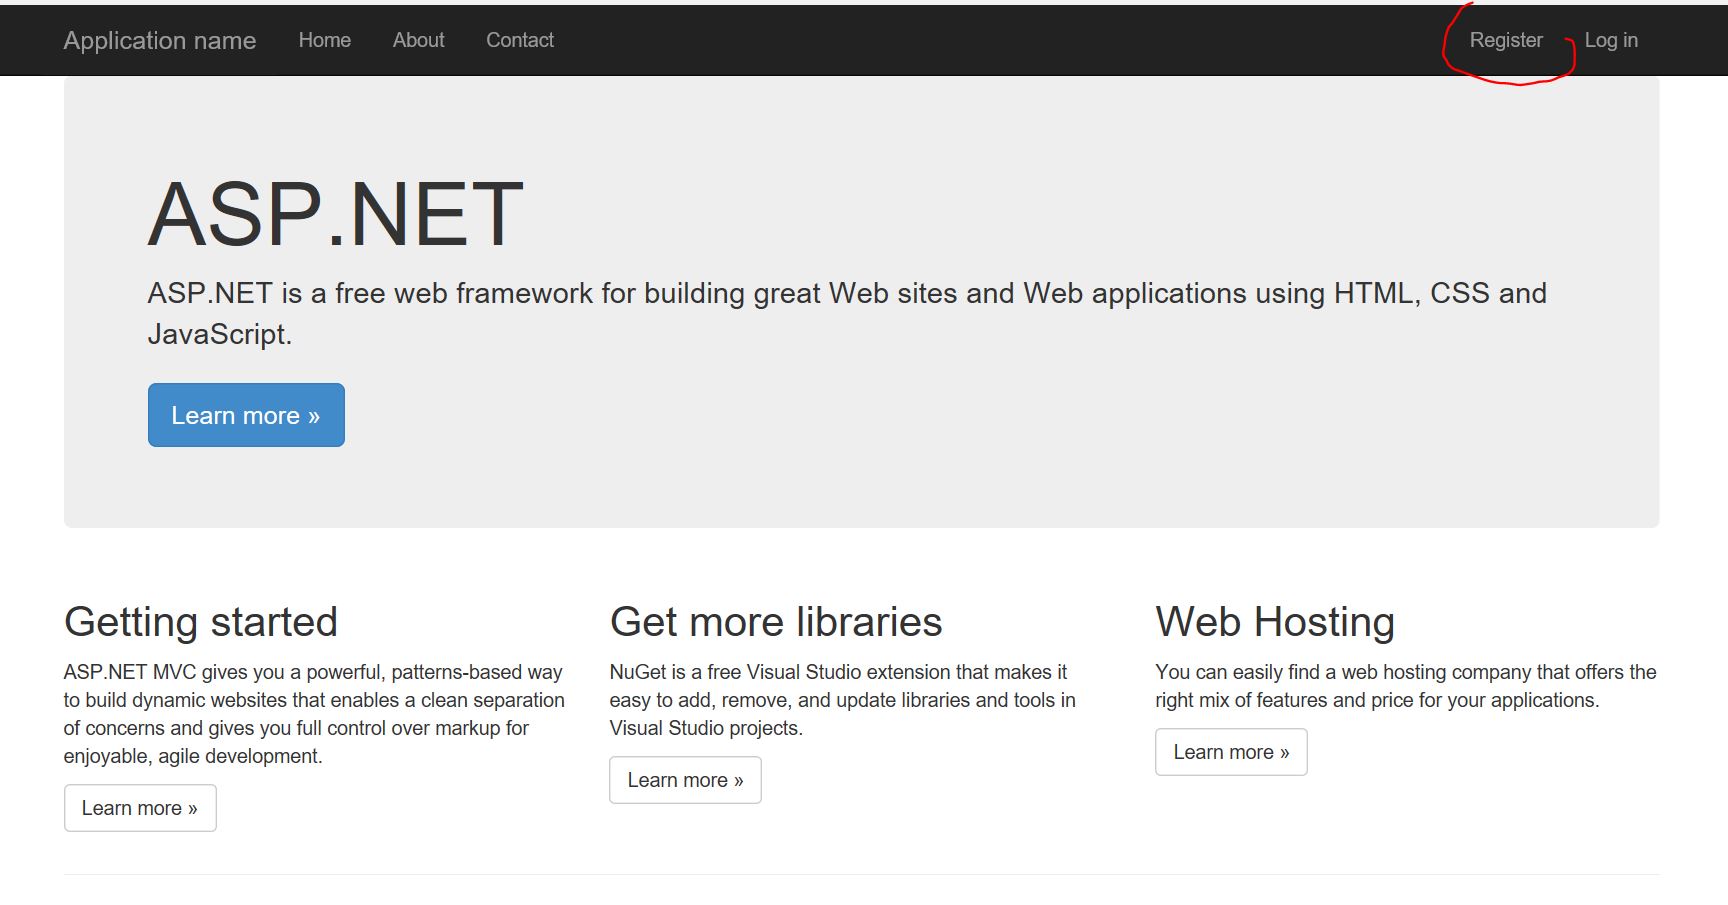 Application name Home About Contact Register Log in
ASP.NET
ASP.NET is a free web framework for building great Web sites and Web applications using HTML, CSS and
JavaScript.
Learn more »
Getting started
ASP.NET MVC gives you a powerful, patterns-based way
to build dynamic websites that enables a clean separation
of concerns and gives you full control over markup for
enjoyable, agile development.
Learn more »
Get more libraries
NuGet is a free Visual Studio extension that makes it
easy to add, remove, and update libraries and tools in
Visual Studio projects.
Learn more »
Web Hosting
You can easily find a web hosting company that offers the
right mix of features and price for your applications.
Learn more »